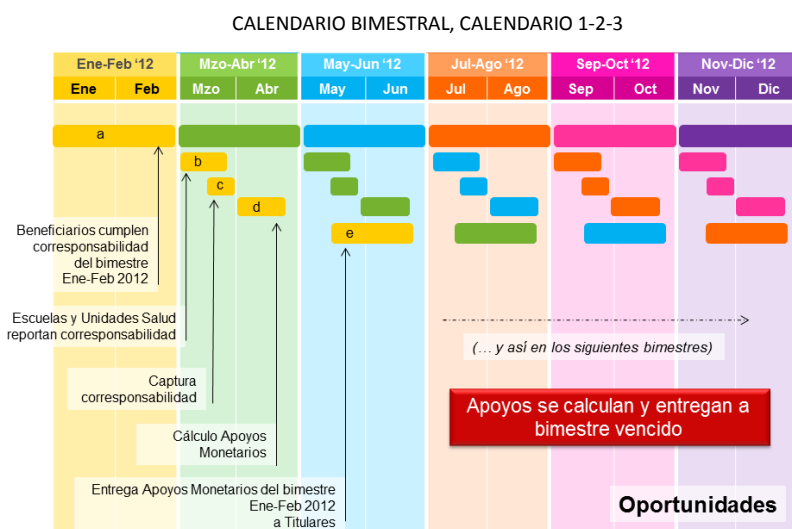 CALENDARIO BIMESTRAL, CALENDARIO 1-2-3
Ene-Feb ‘12 Mzo-Abr ‘12 May-Jun ‘12 Jul-Ago ‘12 Sep-Oct ‘12 Nov-Dic ‘12
Ene Feb Mzo Abr May Jun Jul Ago Sep Oct Nov Dic
a
b
c
d
e
Beneficiarios cumplen
corresponsabilidad
del bimestre
Ene-Feb 2012
Escuelas y Unidades Salud
reportan corresponsabilidad
(... y así en los siguientes bimestres)
Captura
corresponsabilidad
Apoyos se calculan y entregan a
bimestre vencido
Cálculo Apoyos
Monetarios
Entrega Apoyos Monetarios del bimestre
Ene-Feb 2012
a Titulares
Oportunidades